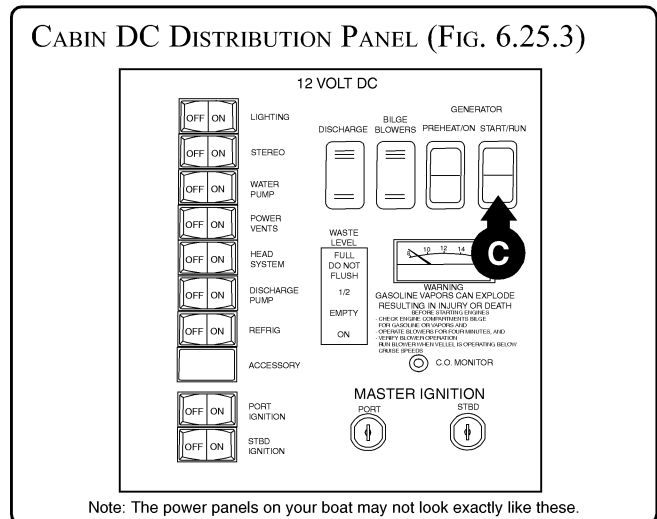 CABIN DC DISTRIBUTION PANEL (FIG. 6.25.3)
12 VOLT DC
OFF ON LIGHTING
OFF ON STEREO
OFF ON WATER
PUMP
OFF ON POWER
VENTS
OFF ON HEAD
SYSTEM
OFF ON DISCHARGE
PUMP
OFF ON REFRIG
ACCESSORY
OFF ON PORT
IGNITION
OFF ON STBD
IGNITION
DISCHARGE
BILGE
BLOWERS
GENERATOR
PREHEAT/ON START/RUN
C
WASTE
LEVEL
FULL
DO NOT
FLUSH
1/2
EMPTY
ON
8 10 12 14
WARNING
GASOLINE VAPORS CAN EXPLODE
RESULTING IN INJURY OR DEATH
BEFORE STARTING ENGINES
- CHECK ENGINE COMPARTMENTS BILGE
FOR GASOLINE OR VAPORS AND
- OPERATE BLOWERS FOR FOUR MINUTES, AND
- VERIFY BLOWER OPERATION
RUN BLOWER WHEN VELLEL IS OPERATING BELOW
CRUISE SPEEDS
C.O. MONITOR
MASTER IGNITION
PORT
STBD
Note: The power panels on your boat may not look exactly like these.